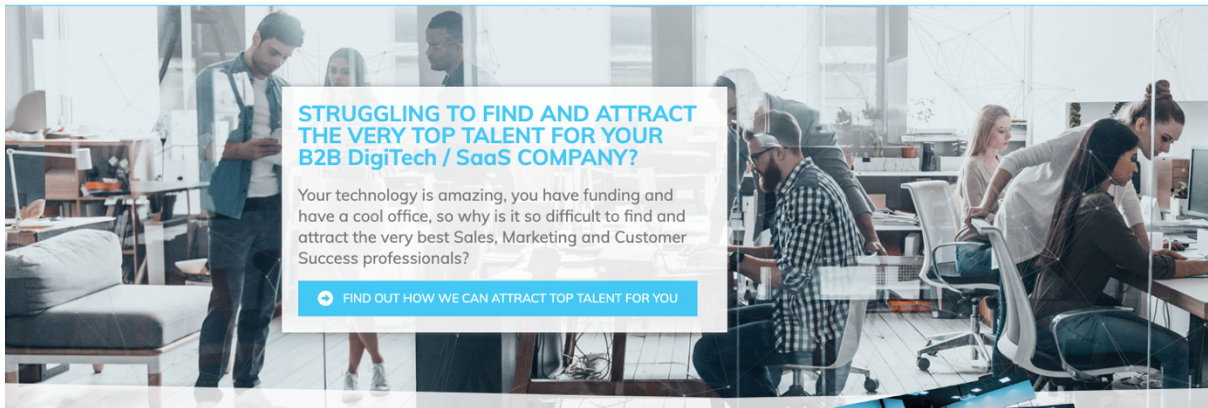 STRUGGLING TO FIND AND ATTRACT
THE VERY TOP TALENT FOR YOUR
B2B DigiTech / SaaS COMPANY?
Your technology is amazing, you have funding and
have a cool office, so why is it so difficult to find and
attract the very best Sales, Marketing and Customer
Success professionals?
FIND OUT HOW WE CAN ATTRACT TOP TALENT FOR YOU